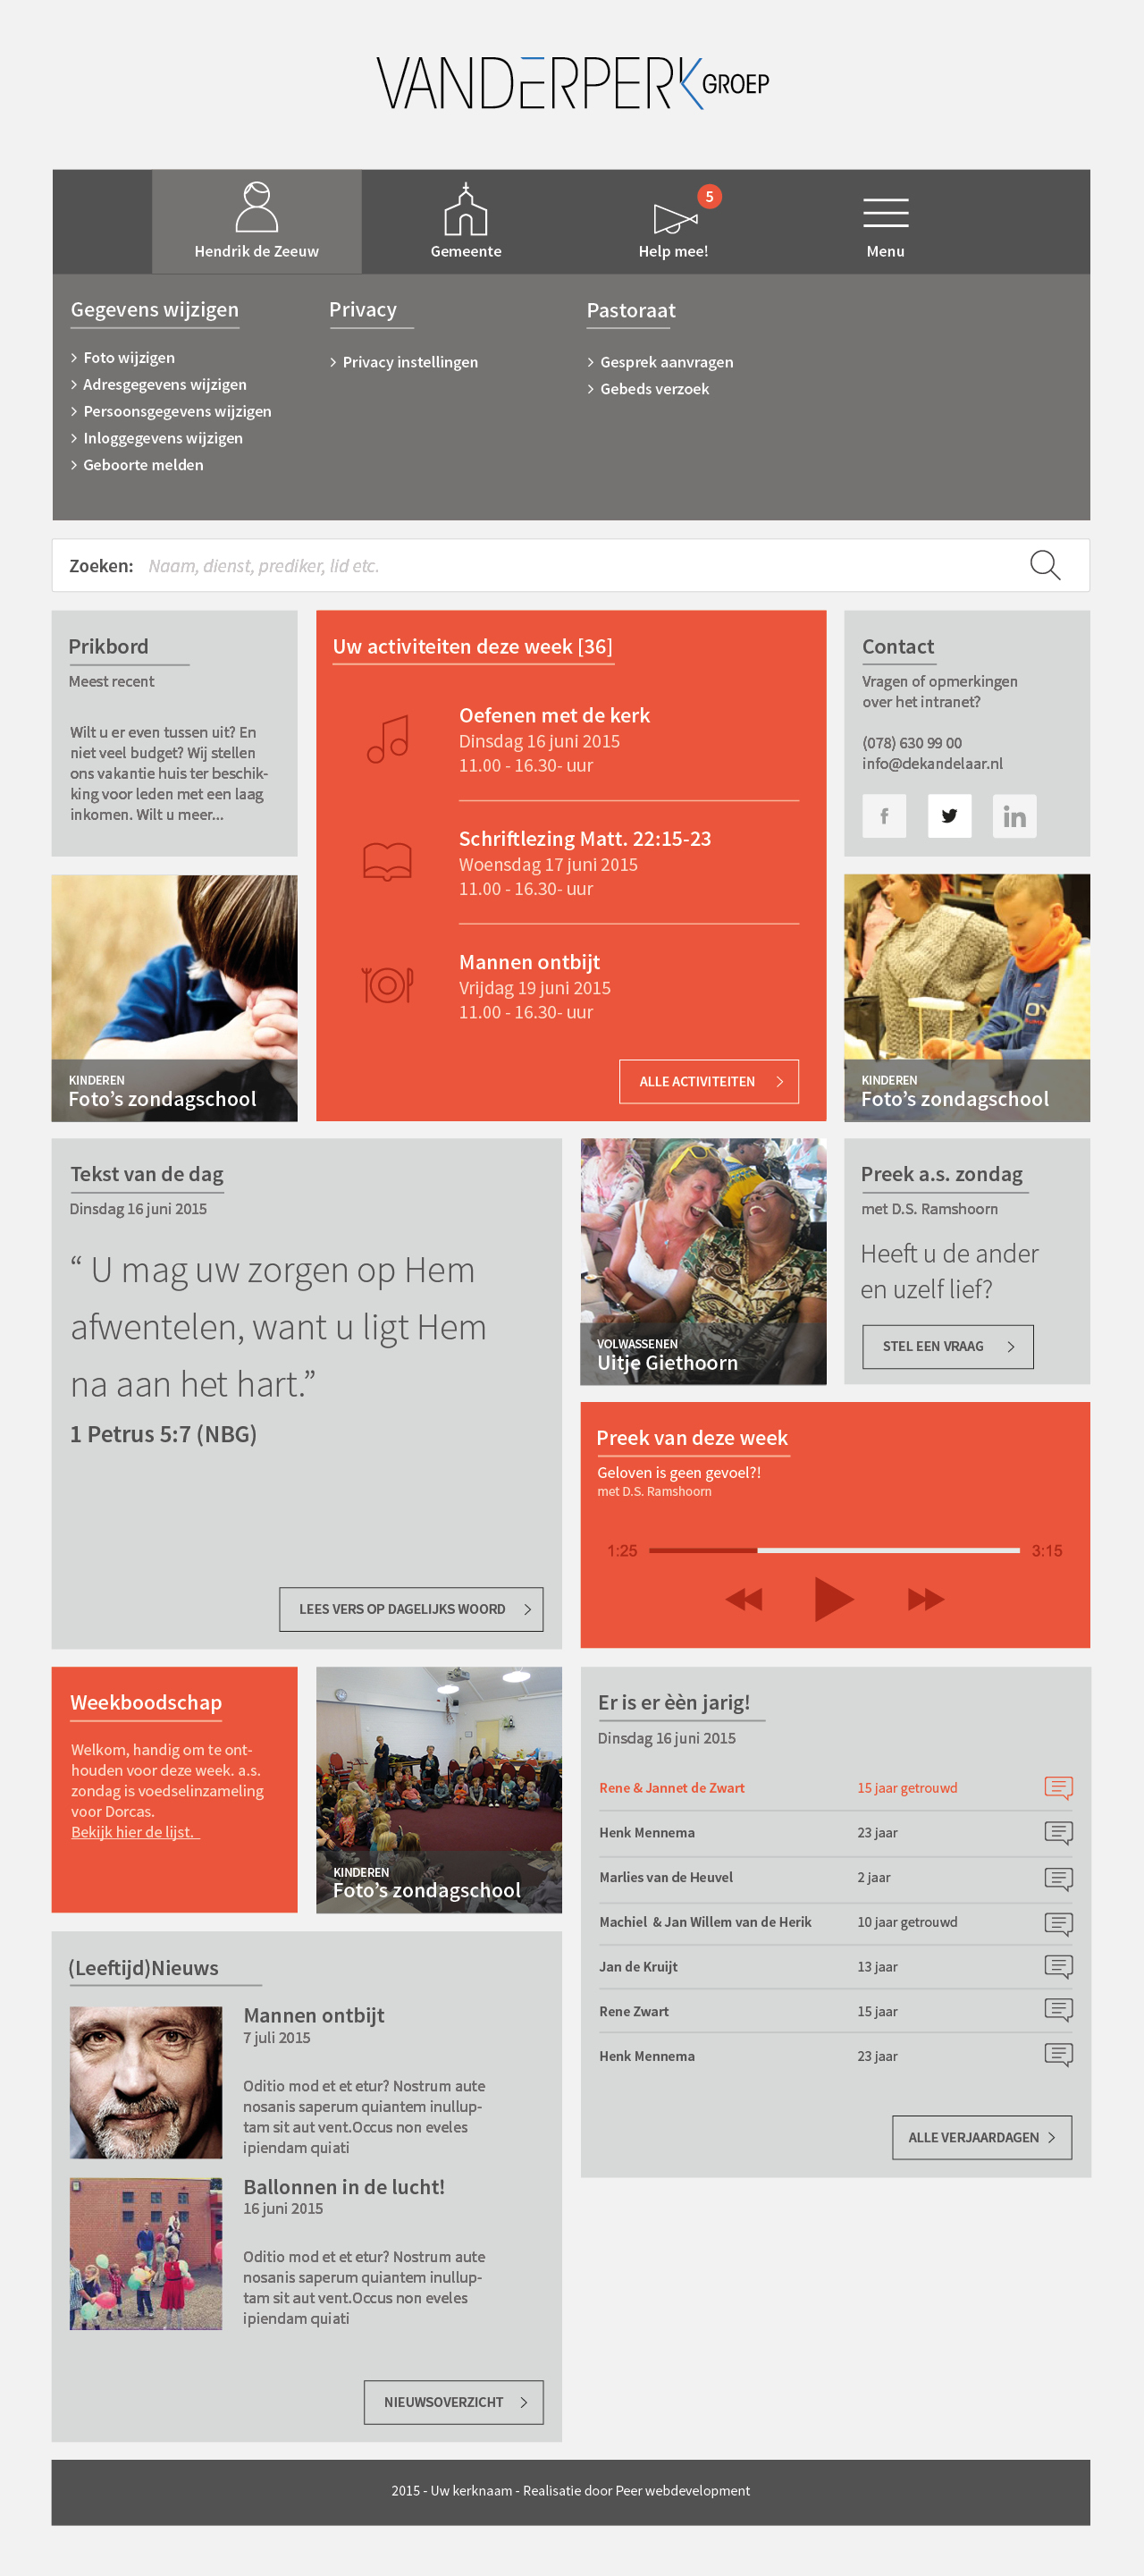 VANDERPERK GROEP
Hendrik de Zeeuw
Gemeente
5
Help mee!
Menu
Gegevens wijzigen
Foto wijzigen
Adresgegevens wijzigen
Persoonsgegevens wijzigen
Inloggegevens wijzigen
Geboorte melden
Privacy
Privacy instellingen
Pastoraat
Gesprek aanvragen
Gebeds verzoek
Zoeken: Naam, dienst, prediker, lid etc.
Prikbord
Meest recent
Wilt u er even tussen uit? En
niet veel budget? Wij stellen
ons vakantie huis ter beschik-
king voor leden met een laag
inkomen. Wilt u meer...
Uw activiteiten deze week [36]
Oefenen met de kerk
Dinsdag 16 juni 2015
11.00 - 16.30- uur
Schriftlezing Matt. 22:15-23
Woensdag 17 juni 2015
11.00 - 16.30- uur
Mannen ontbijt
Vrijdag 19 juni 2015
11.00 - 16.30- uur
ALLE ACTIVITEITEN
Contact
Vragen of opmerkingen
over het intranet?
(078) 630 99 00
info@dekandelaar.nl
f
in
KINDEREN
Foto’s zondagschool
KINDEREN
Foto’s zondagschool
Tekst van de dag
Dinsdag 16 juni 2015
“ U mag uw zorgen op Hem
afwentelen, want u ligt Hem
na aan het hart.”
1 Petrus 5:7 (NBG)
LEES VERS OP DAGELIJKS WOORD
VOLWASSENEN
Uitje Giethoorn
Preek a.s. zondag
met D.S. Ramshoorn
Heeft u de ander
en uzelf lief?
STEL EEN VRAAG
Preek van deze week
Geloven is geen gevoel?!
met D.S. Ramshoorn
1:25
3:15
Weekboodschap
Welkom, handig om te ont-
houden voor deze week. a.s.
zondag is voedselinzameling
voor Dorcas.
Bekijk hier de lijst.
KINDEREN
Foto’s zondagschool
Er is er èèn jarig!
Dinsdag 16 juni 2015
Rene & Jannet de Zwart 15 jaar getrouwd
Henk Mennema 23 jaar
Marlies van de Heuvel 2 jaar
Machiel & Jan Willem van de Herik 10 jaar getrouwd
Jan de Kruijt 13 jaar
Rene Zwart 15 jaar
Henk Mennema 23 jaar
ALLE VERJAARDAGEN
(Leeftijd)Nieuws
Mannen ontbijt
7 juli 2015
Oditio mod et et etur? Nostrum aute
nosanis saperum quiantem inullup-
tam sit aut vent.Occus non eveles
ipiendam quiati
Ballonnen in de lucht!
16 juni 2015
Oditio mod et et etur? Nostrum aute
nosanis saperum quiantem inullup-
tam sit aut vent.Occus non eveles
ipiendam quiati
NIEUWSOVERZICHT
2015 - Uw kerknaam - Realisatie door Peer webdevelopment